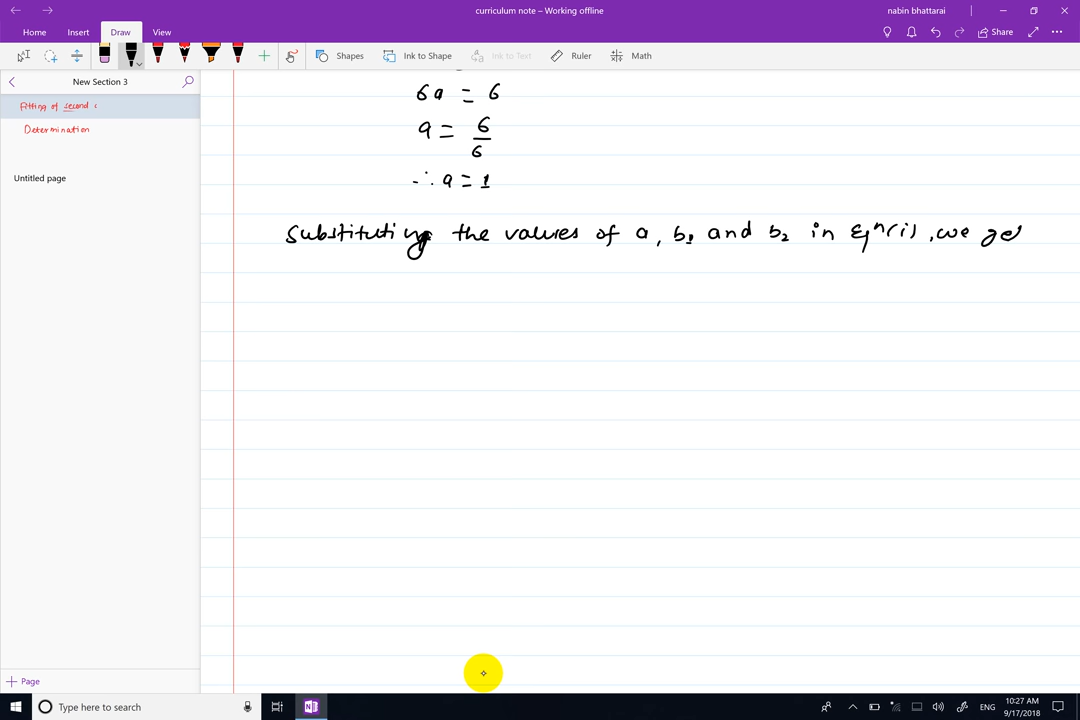 curriculum note – Working offline
nabin bhattarai
Home Insert Draw View
Share
Shapes Ink to Shape Ink to Text Ruler Math
New Section 3
Fitting of second
Determination
Untitled page
6a = 6
a = 6/6
∴ a = 1
Substituting the values of a, b1 and b2 in Eqn(i), we get
+ Page
Type here to search
ENG
10:27 AM
9/17/2018